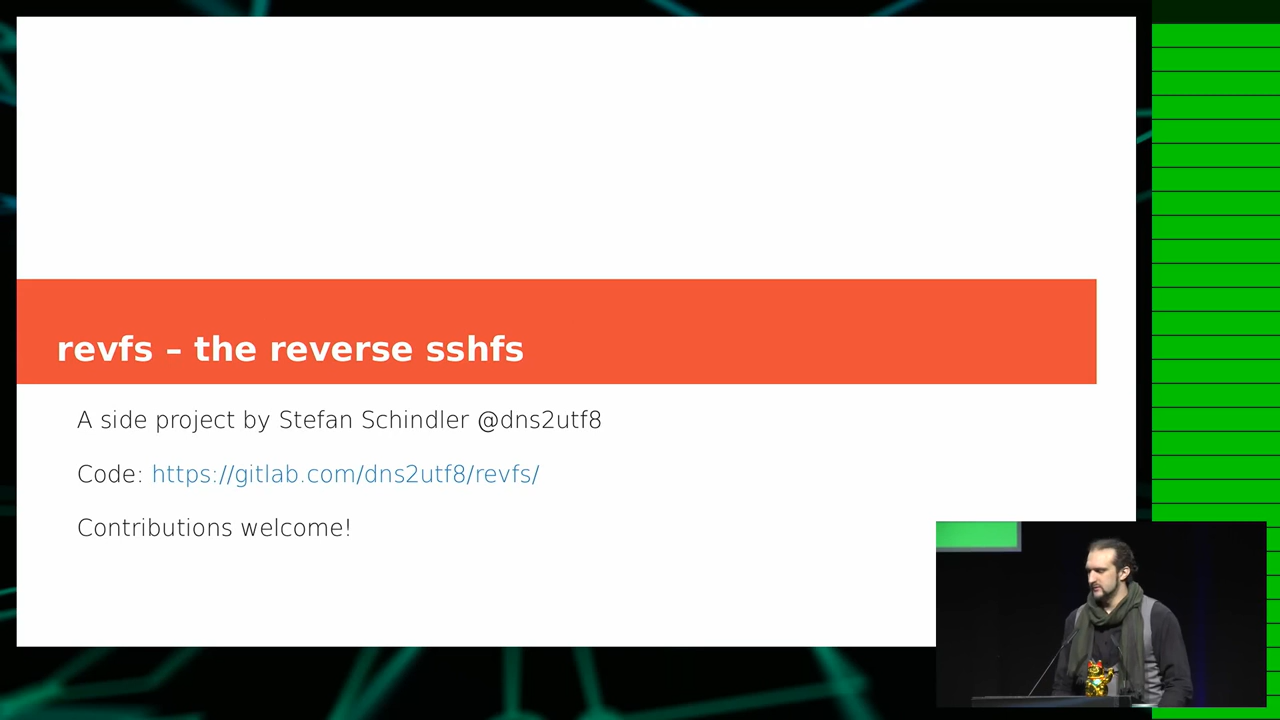 revfs – the reverse sshfs
A side project by Stefan Schindler @dns2utf8
Code: https://gitlab.com/dns2utf8/revfs/
Contributions welcome!